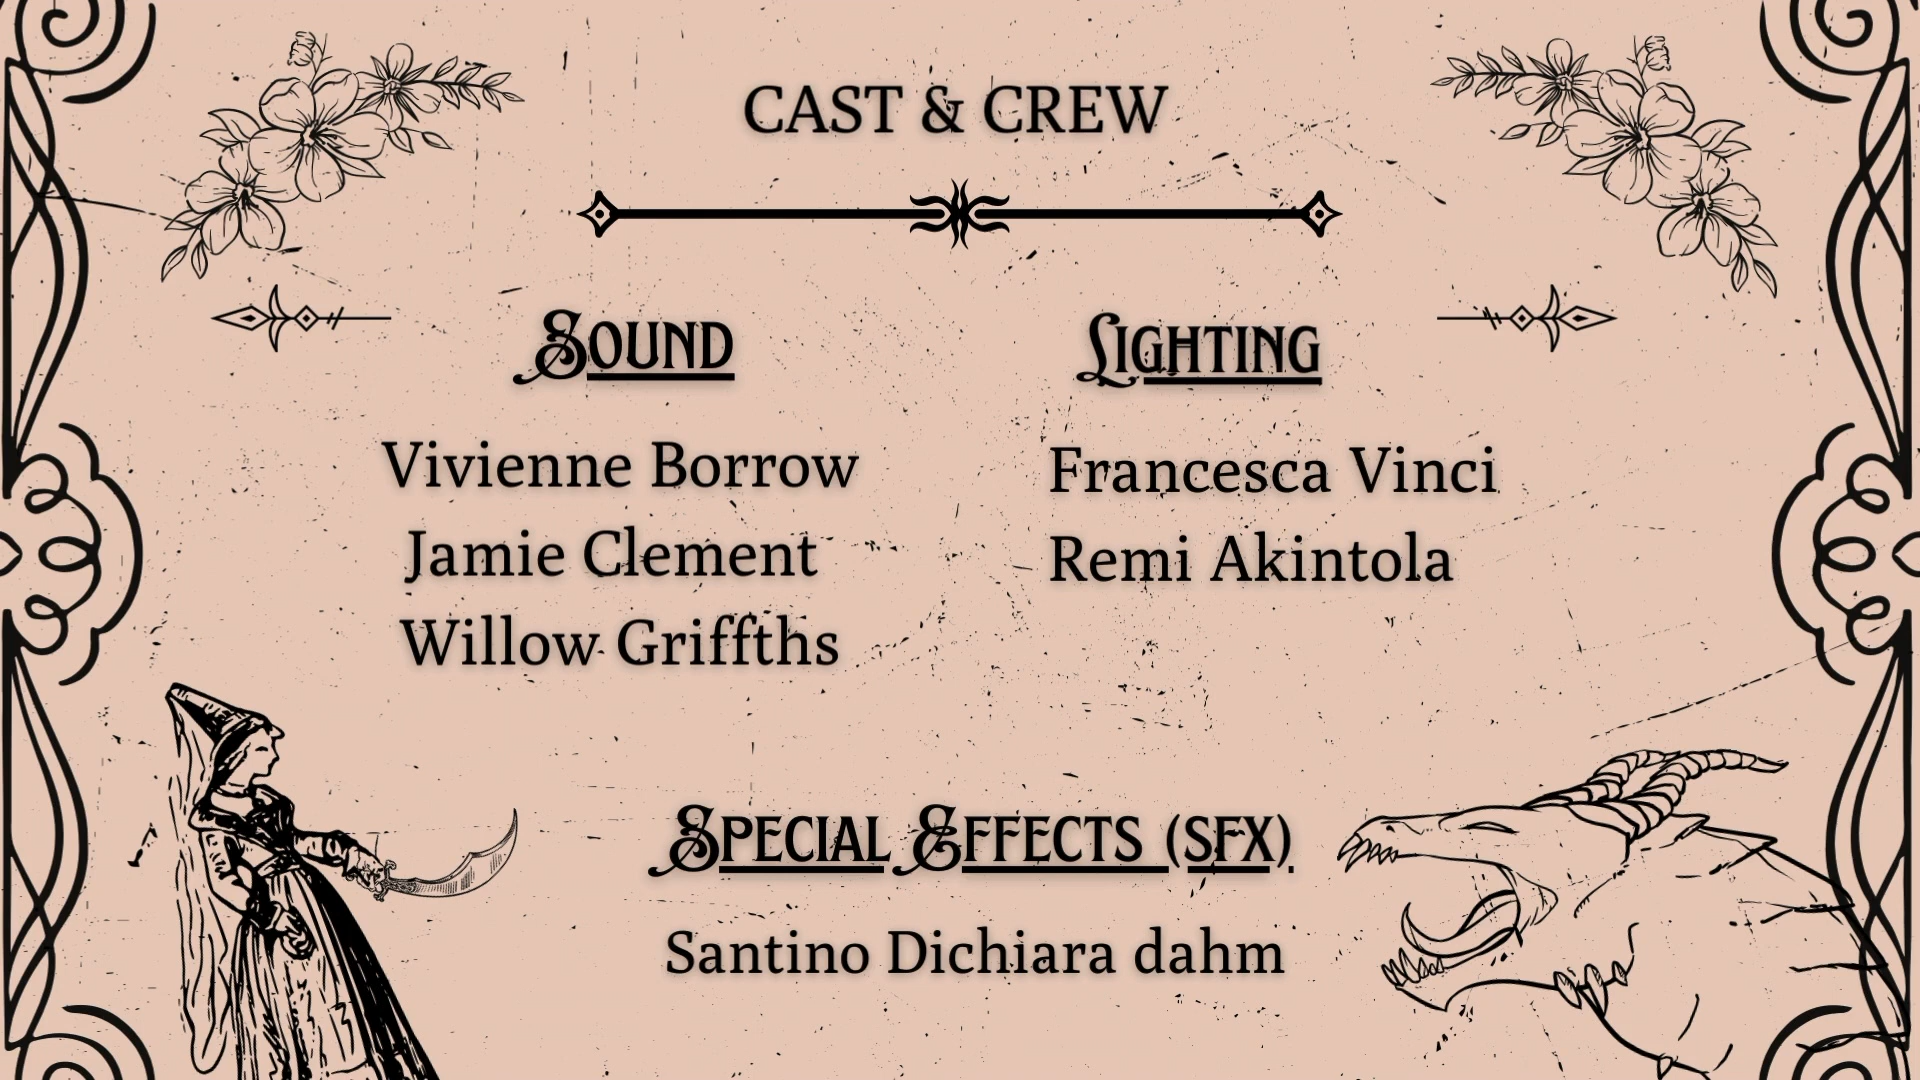 CAST & CREW
Sound
Vivienne Borrow
Jamie Clement
Willow Griffths
Lighting
Francesca Vinci
Remi Akintola
Special Effects (SFX)
Santino Dichiara dahm